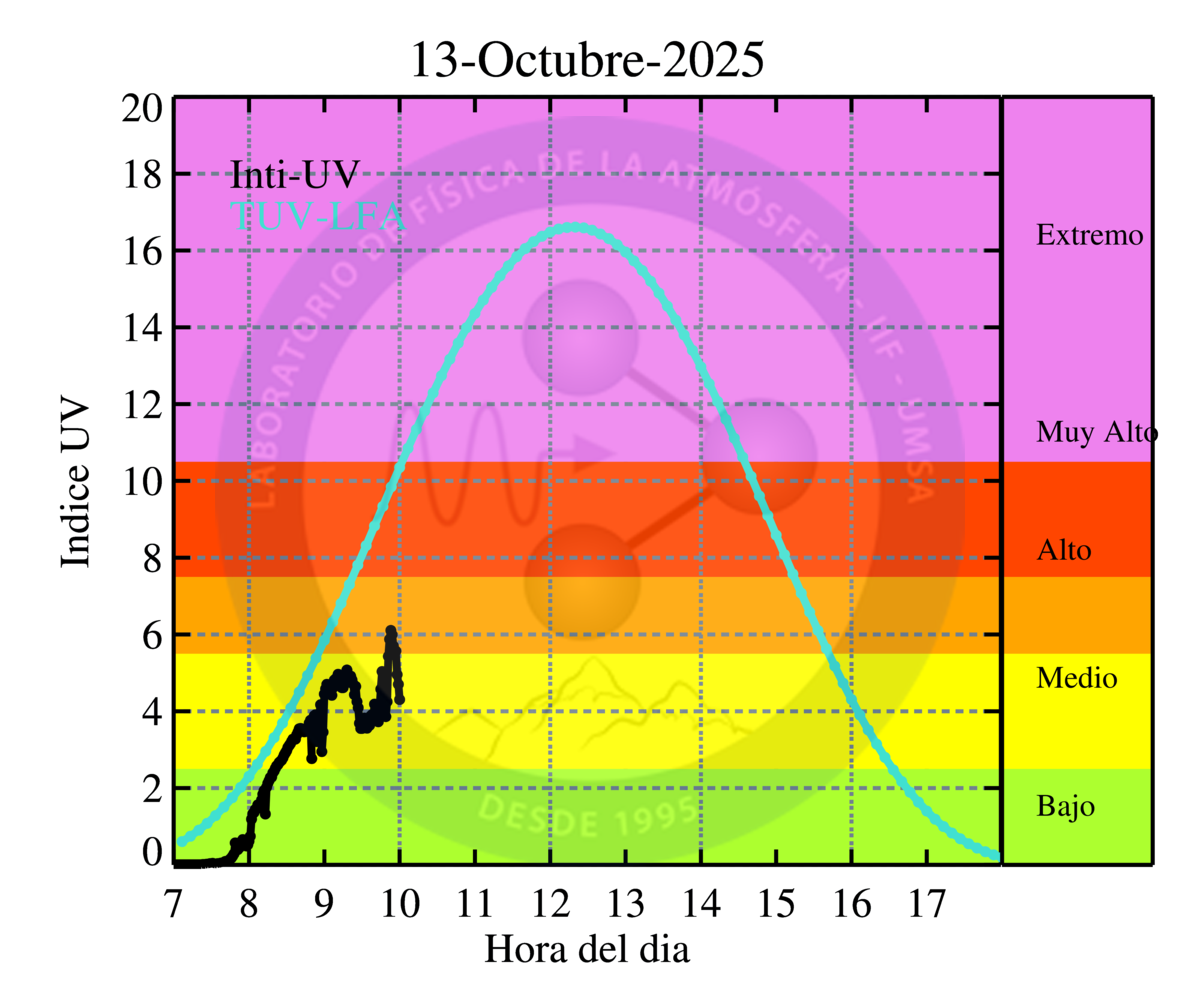 13-Octubre-2025
Indice UV
20
18
16
14
12
10
8
6
4
2
0
Inti-UV
TUV-LFA
LABORATORIO DE FÍSICA DE LA ATMÓSFERA - IIF - UMSA
DESDE 1995
Extremo
Muy Alto
Alto
Medio
Bajo
7 8 9 10 11 12 13 14 15 16 17
Hora del dia